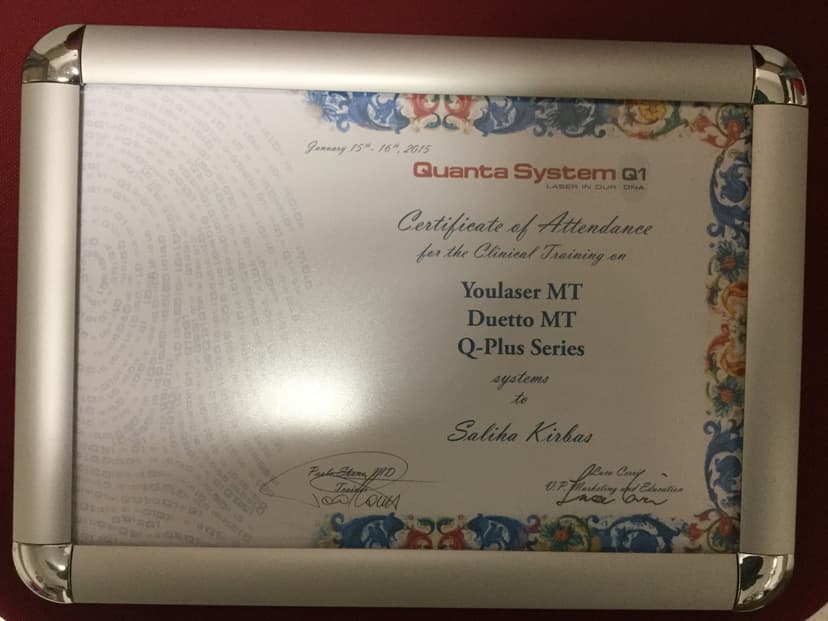 January 15th - 16th, 2015
Quanta System Q1
LASER IN OUR DNA.
Certificate of Attendance
for the Clinical Training on
Youlaser MT
Duetto MT
Q-Plus Series
systems
to
Saliha Kirbas
MD
Trainer
V.P. Marketing and Education